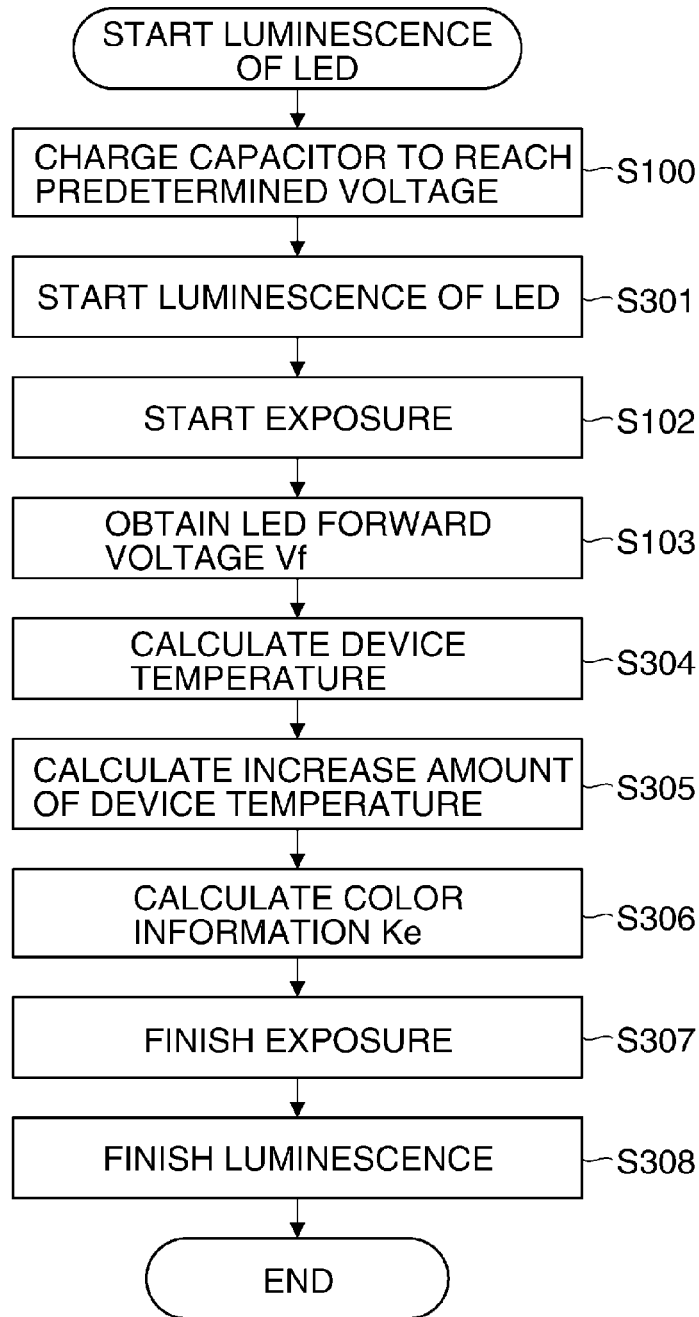 START LUMINESCENCE
OF LED
CHARGE CAPACITOR TO REACH
PREDETERMINED VOLTAGE
S100
START LUMINESCENCE OF LED
S301
START EXPOSURE
S102
OBTAIN LED FORWARD
VOLTAGE Vf
S103
CALCULATE DEVICE
TEMPERATURE
S304
CALCULATE INCREASE AMOUNT
OF DEVICE TEMPERATURE
S305
CALCULATE COLOR
INFORMATION Ke
S306
FINISH EXPOSURE
S307
FINISH LUMINESCENCE
S308
END